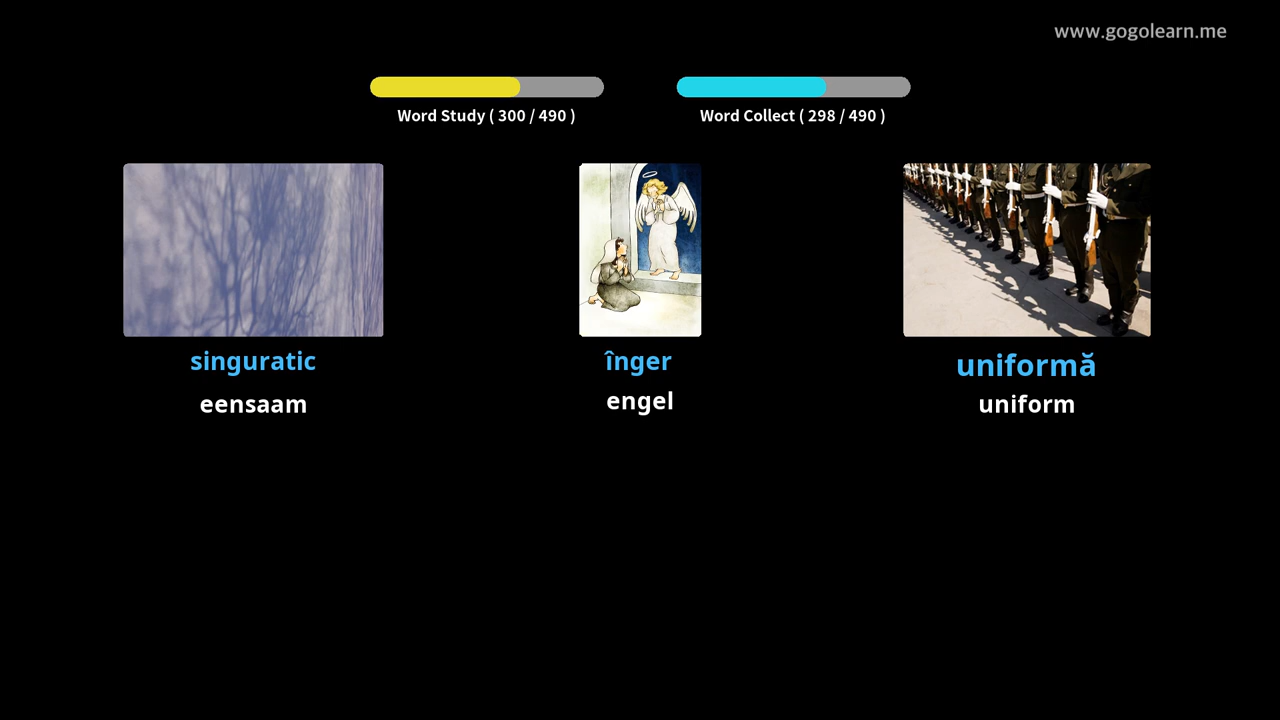 www.gogolearn.me
Word Study ( 300 / 490 )
Word Collect ( 298 / 490 )
singuratic
înger
uniformă
eensaam
engel
uniform